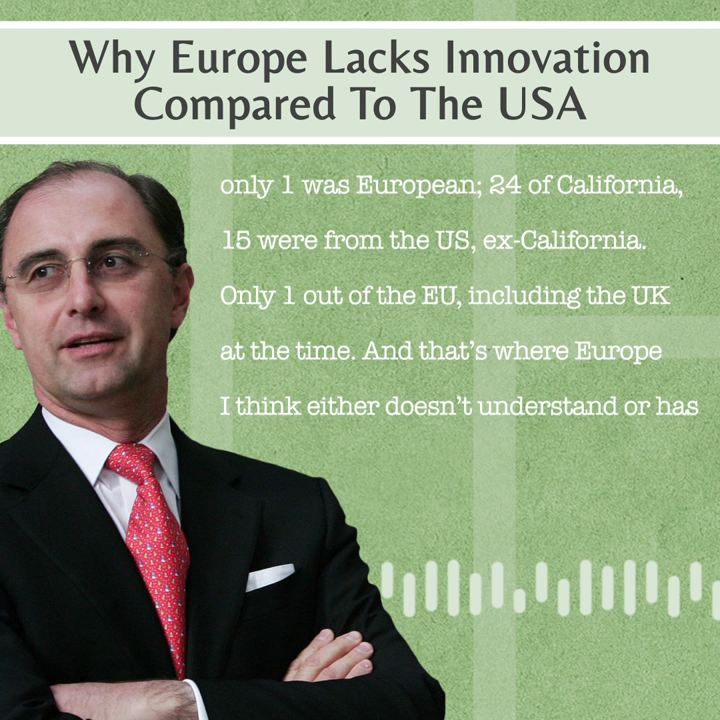 Why Europe Lacks Innovation
Compared To The USA
only 1 was European; 24 of California,
15 were from the US, ex-California.
Only 1 out of the EU, including the UK
at the time. And that's where Europe
I think either doesn't understand or has